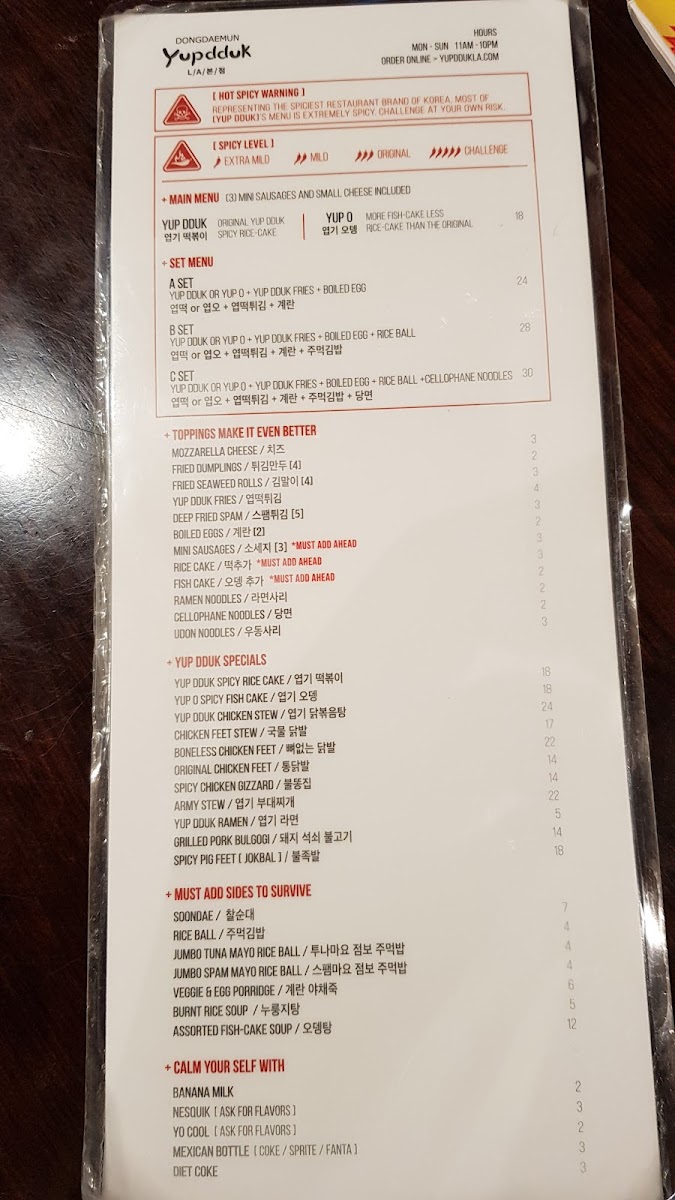 DONGDAEMUN
Yupdduk
L/A/본/점
HOURS
MON - SUN 11AM -10PM
ORDER ONLINE > YUPDDUKLA.COM
[ HOT SPICY WARNING ]
REPRESENTING THE SPICIEST RESTAURANT BRAND OF KOREA, MOST OF
(YUP DDUK)'S MENU IS EXTREMELY SPICY. CHALLENGE AT YOUR OWN RISK.
[ SPICY LEVEL ]
EXTRA MILD MILD ORIGINAL CHALLENGE
+ MAIN MENU (3) MINI SAUSAGES AND SMALL CHEESE INCLUDED
YUP DDUK ORIGINAL YUP DDUK YUP O MORE FISH-CAKE LESS 18
엽기 떡볶이 SPICY RICE-CAKE 엽기 오뎅 RICE-CAKE THAN THE ORIGINAL
+ SET MENU
A SET
YUP DDUK OR YUP O + YUP DDUK FRIES + BOILED EGG 24
엽떡 or 엽오 + 엽떡튀김 + 계란
B SET
YUP DDUK OR YUP O + YUP DDUK FRIES + BOILED EGG + RICE BALL 28
엽떡 or 엽오 + 엽떡튀김 + 계란 + 주먹김밥
C SET
YUP DDUK OR YUP O + YUP DDUK FRIES + BOILED EGG + RICE BALL +CELLOPHANE NOODLES 30
엽떡 or 엽오 + 엽떡튀김 + 계란 + 주먹김밥 + 당면
+ TOPPINGS MAKE IT EVEN BETTER
MOZZARELLA CHEESE / 치즈 3
FRIED DUMPLINGS / 튀김만두 [4] 2
FRIED SEAWEED ROLLS / 김말이 [4] 3
YUP DDUK FRIES / 엽떡튀김 4
DEEP FRIED SPAM / 스팸튀김 [5] 3
BOILED EGGS / 계란 [2] 2
MINI SAUSAGES / 소세지 [3] *MUST ADD AHEAD 3
RICE CAKE / 떡추가 *MUST ADD AHEAD 3
FISH CAKE / 오뎅 추가 *MUST ADD AHEAD 2
RAMEN NOODLES / 라면사리 2
CELLOPHANE NOODLES / 당면 2
UDON NOODLES / 우동사리 3
+ YUP DDUK SPECIALS
YUP DDUK SPICY RICE CAKE / 엽기 떡볶이 18
YUP O SPICY FISH CAKE / 엽기 오뎅 18
YUP DDUK CHICKEN STEW / 엽기 닭볶음탕 24
CHICKEN FEET STEW / 국물 닭발 17
BONELESS CHICKEN FEET / 뼈없는 닭발 22
ORIGINAL CHICKEN FEET / 통닭발 14
SPICY CHICKEN GIZZARD / 불똥집 14
ARMY STEW / 엽기 부대찌개 22
YUP DDUK RAMEN / 엽기 라면 5
GRILLED PORK BULGOGI / 돼지 석쇠 불고기 14
SPICY PIG FEET [ JOKBAL ] / 불족발 18
+ MUST ADD SIDES TO SURVIVE
SOONDAE / 찰순대 7
RICE BALL / 주먹김밥 4
JUMBO TUNA MAYO RICE BALL / 투나마요 점보 주먹밥 4
JUMBO SPAM MAYO RICE BALL / 스팸마요 점보 주먹밥 4
VEGGIE & EGG PORRIDGE / 계란 야채죽 6
BURNT RICE SOUP / 누룽지탕 5
ASSORTED FISH-CAKE SOUP / 오뎅탕 12
+ CALM YOUR SELF WITH
BANANA MILK 2
NESQUIK [ ASK FOR FLAVORS ] 3
YO COOL [ ASK FOR FLAVORS ] 2
MEXICAN BOTTLE [ COKE / SPRITE / FANTA ] 3
DIET COKE 3